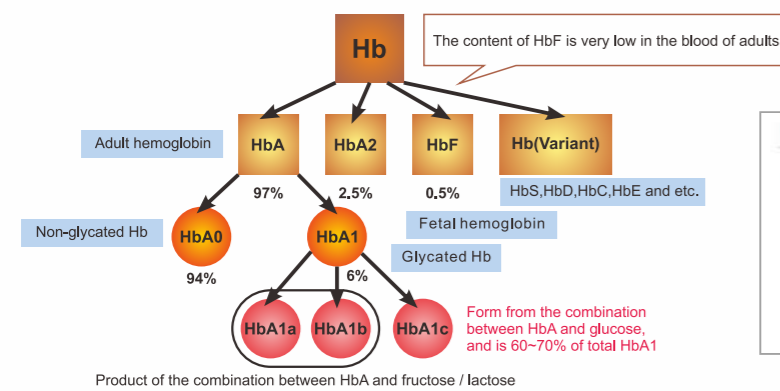 Hb
The content of HbF is very low in the blood of adults
Adult hemoglobin
HbA
HbA2
HbF
Hb(Variant)
97%
2.5%
0.5%
HbS,HbD,HbC,HbE and etc.
Fetal hemoglobin
Non-glycated Hb
HbA0
HbA1
Glycated Hb
94%
6%
HbA1a
HbA1b
HbA1c
Form from the combination
between HbA and glucose,
and is 60~70% of total HbA1
Product of the combination between HbA and fructose / lactose